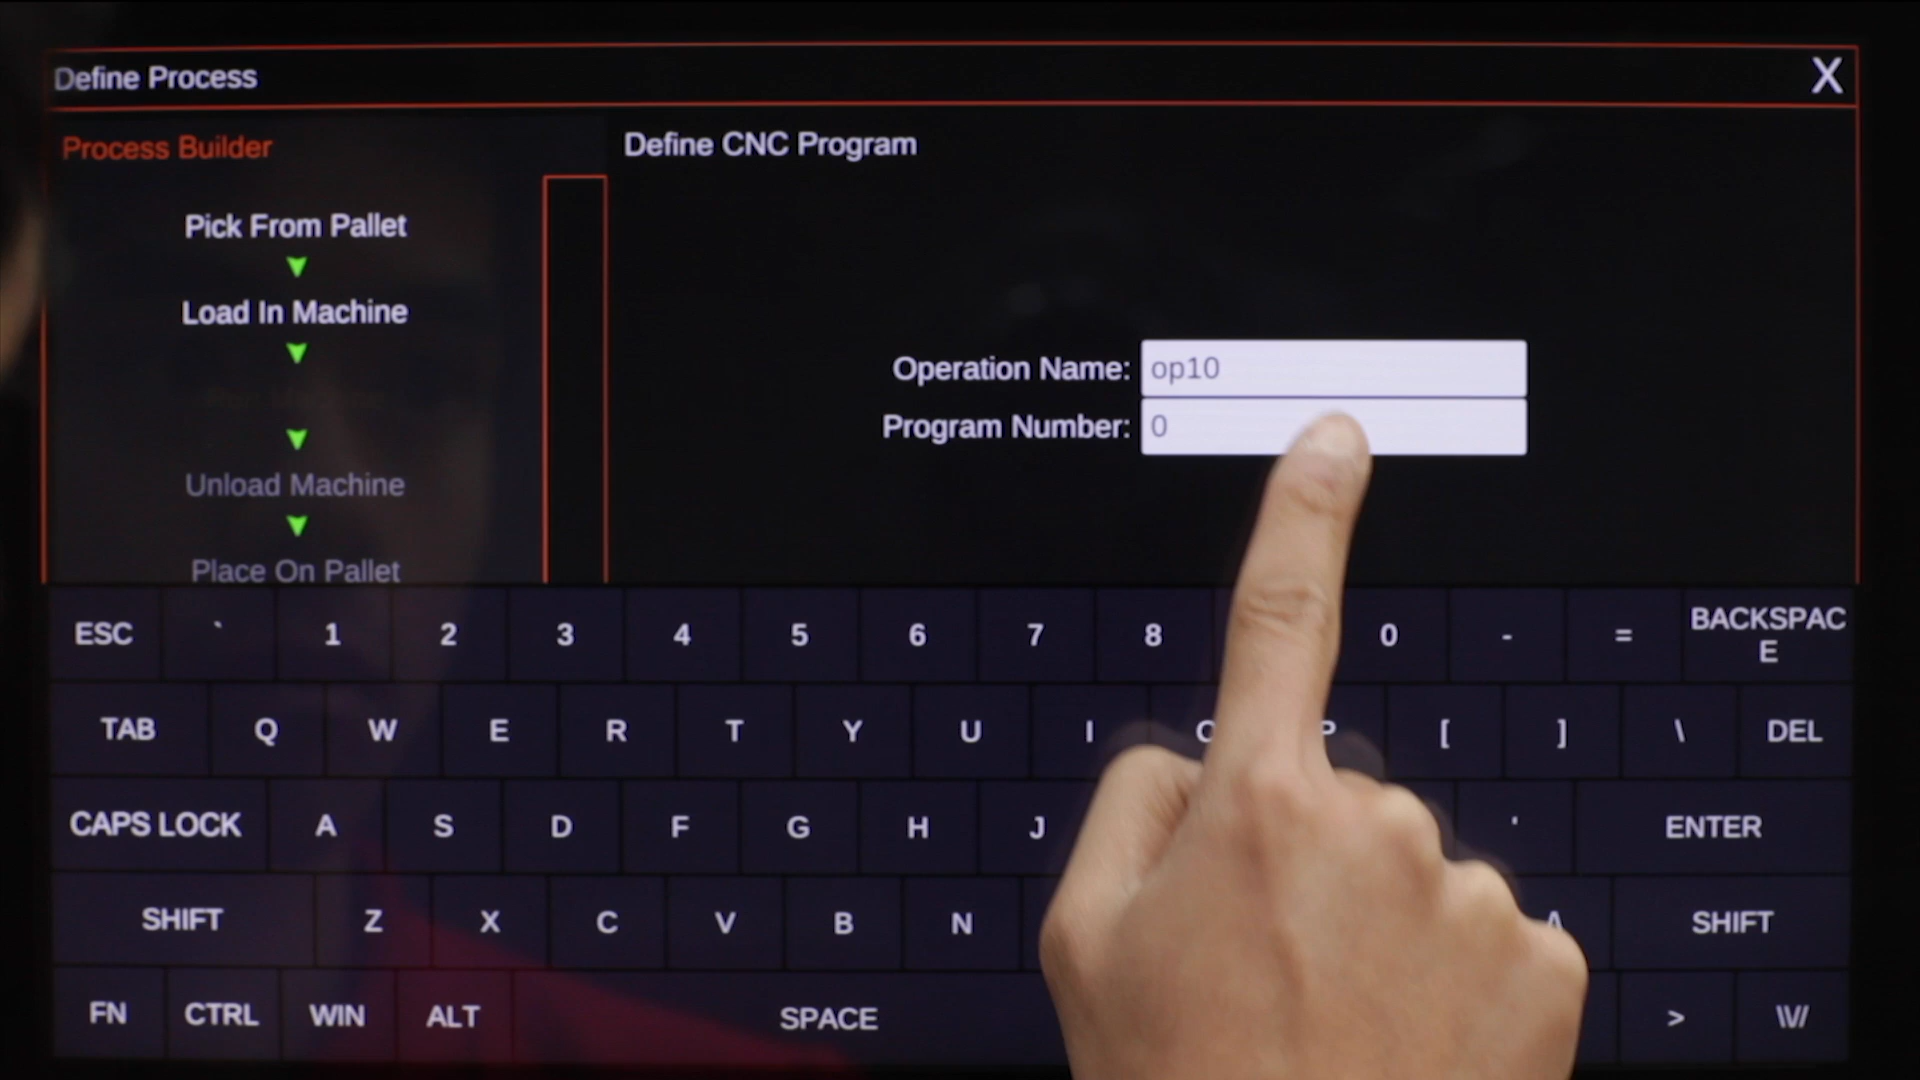 Define Process
X
Process Builder
Define CNC Program
Pick From Pallet
Load In Machine
Operation Name: op10
Program Number: 0
Unload Machine
Place On Pallet
ESC ` 1 2 3 4 5 6 7 8 0 - = BACKSPAC
E
TAB Q W E R T Y U I P [ ] \ DEL
CAPS LOCK A S D F G H J ' ENTER
SHIFT Z X C V B N SHIFT
FN CTRL WIN ALT SPACE > \\//